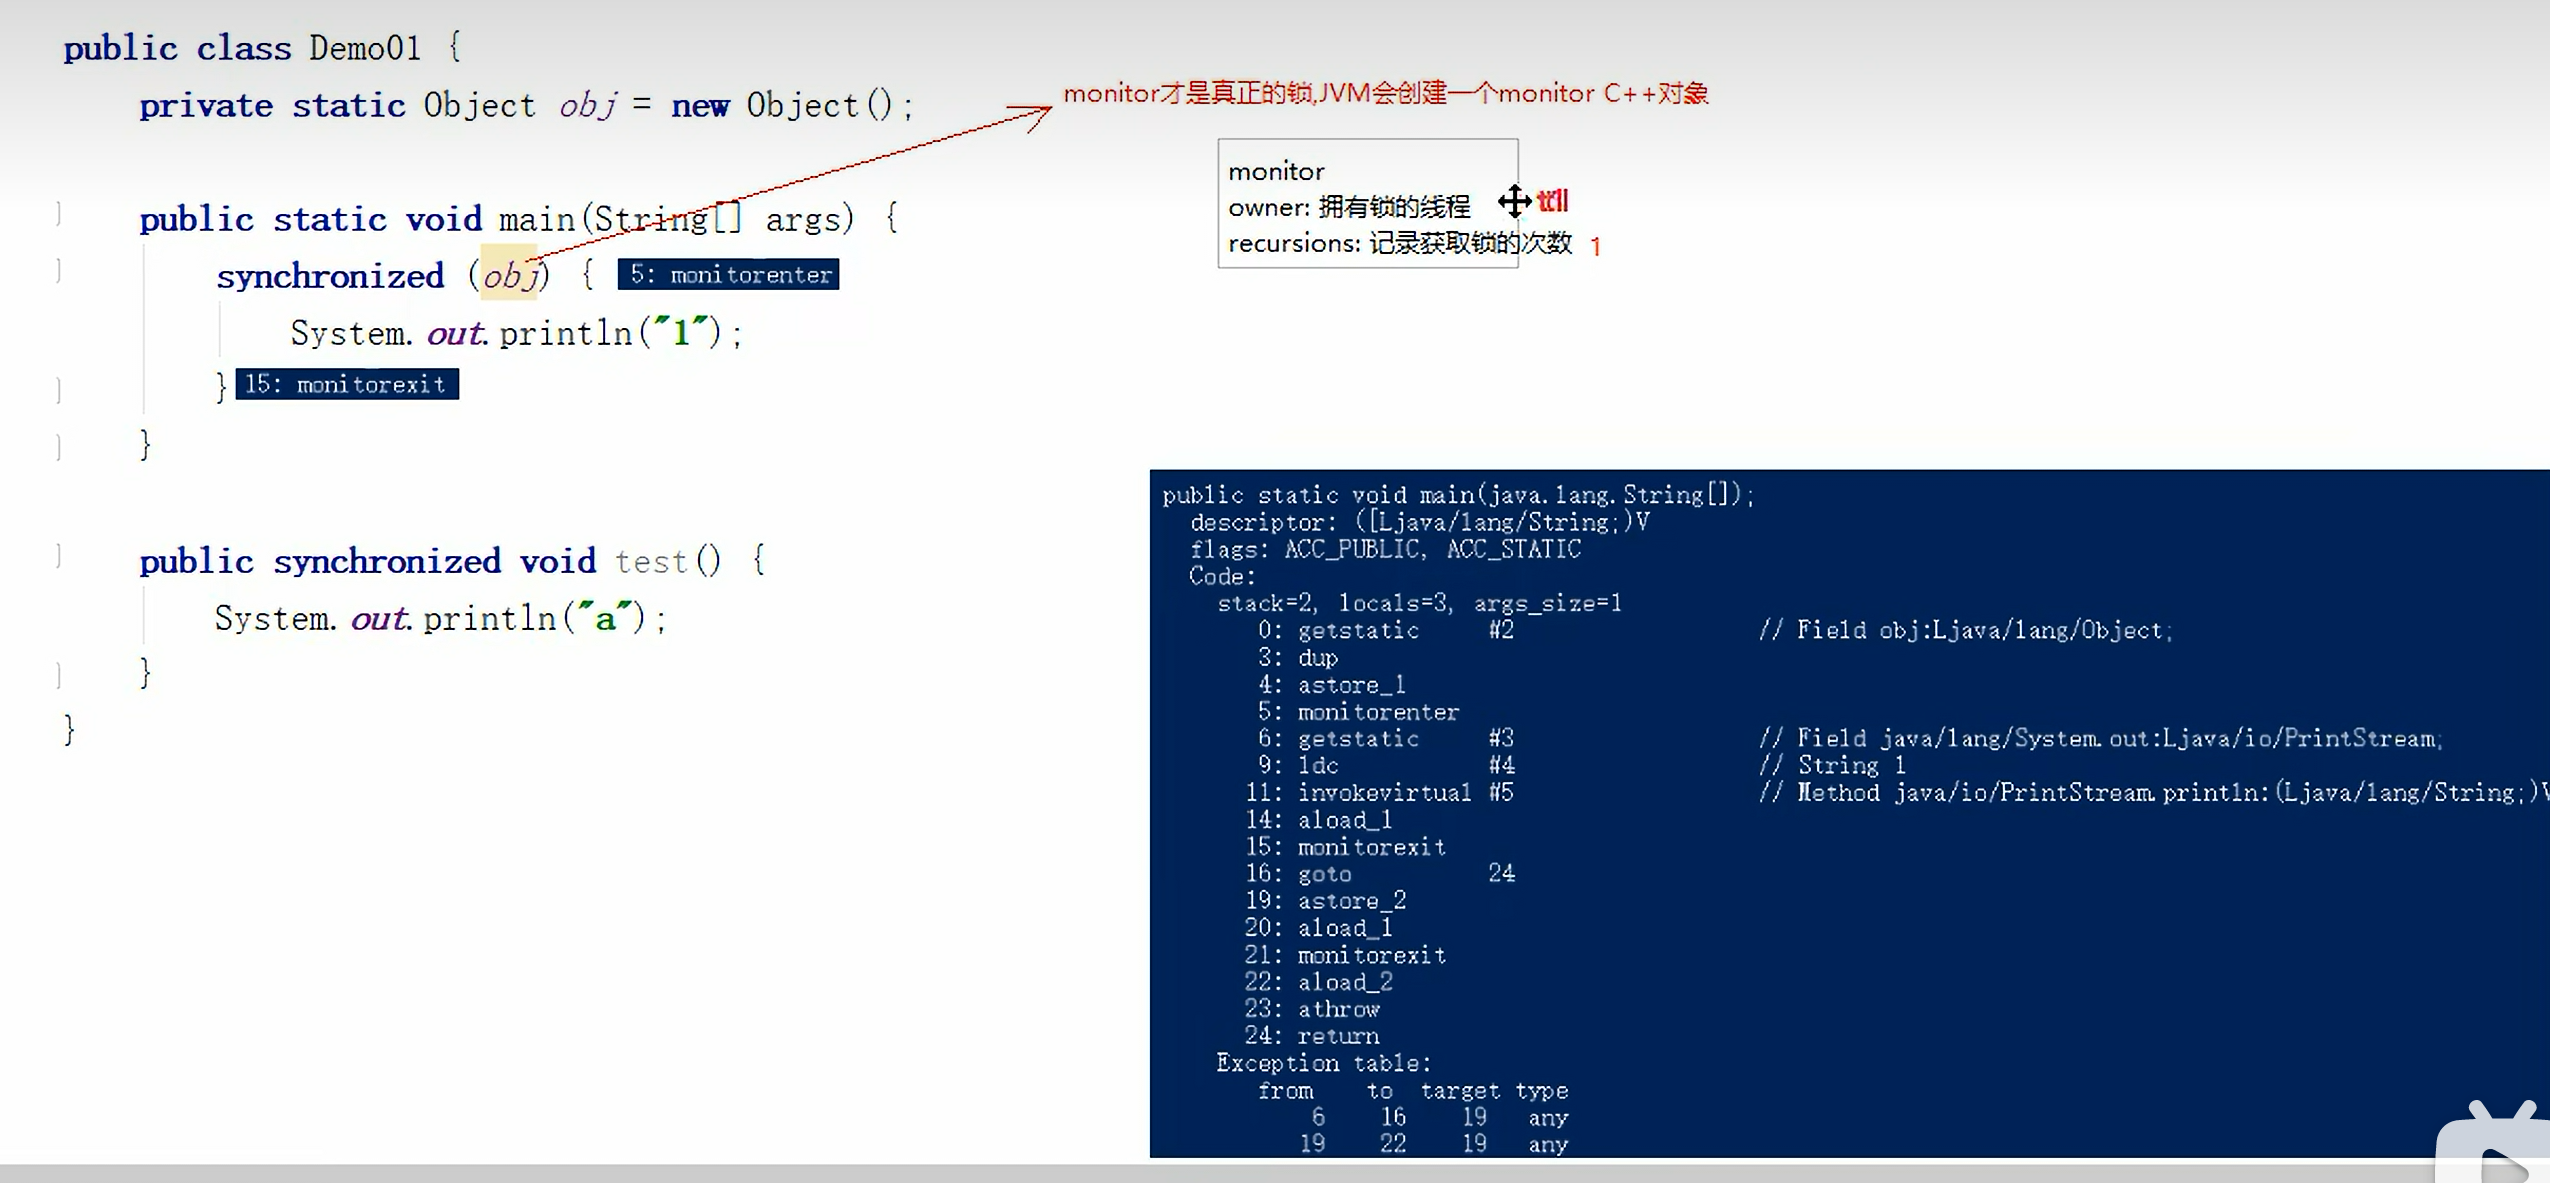 public class Demo01 {
private static Object obj = new Object();
public static void main(String[] args) {
synchronized (obj) { 5: monitorenter
System.out.println("1");
} 15: monitorexit
}
public synchronized void test() {
System.out.println("a");
}
}
monitor才是真正的锁,JVM会创建一个monitor C++对象
monitor
owner: 拥有锁的线程
recursions: 记录获取锁的次数 1
public static void main(java.lang.String[]);
descriptor: ([Ljava/lang/String;)V
flags: ACC_PUBLIC, ACC_STATIC
Code:
stack=2, locals=3, args_size=1
0: getstatic #2 // Field obj:Ljava/lang/Object;
3: dup
4: astore_1
5: monitorenter
6: getstatic #3 // Field java/lang/System.out:Ljava/io/PrintStream;
9: ldc #4 // String 1
11: invokevirtual #5 // Method java/io/PrintStream.println:(Ljava/lang/String;)V
14: aload_1
15: monitorexit
16: goto 24
19: astore_2
20: aload_1
21: monitorexit
22: aload_2
23: athrow
24: return
Exception table:
from to target type
6 16 19 any
19 22 19 any